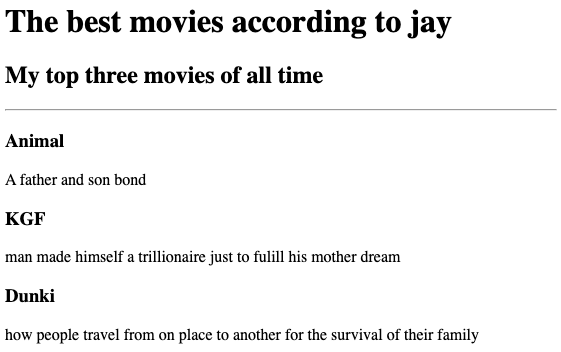 The best movies according to jay
My top three movies of all time
Animal
A father and son bond
KGF
man made himself a trillionaire just to fulill his mother dream
Dunki
how people travel from on place to another for the survival of their family